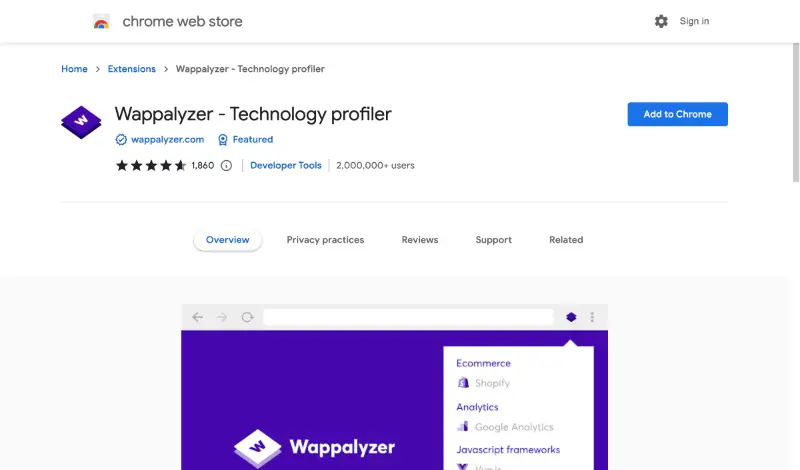 chrome web store
Sign in
Home > Extensions > Wappalyzer - Technology profiler
W
Wappalyzer - Technology profiler
Add to Chrome
wappalyzer.com Featured
1,860 Developer Tools 2,000,000+ users
Overview Privacy practices Reviews Support Related
Ecommerce
Shopify
Analytics
Google Analytics
W Wappalyzer
Javascript frameworks